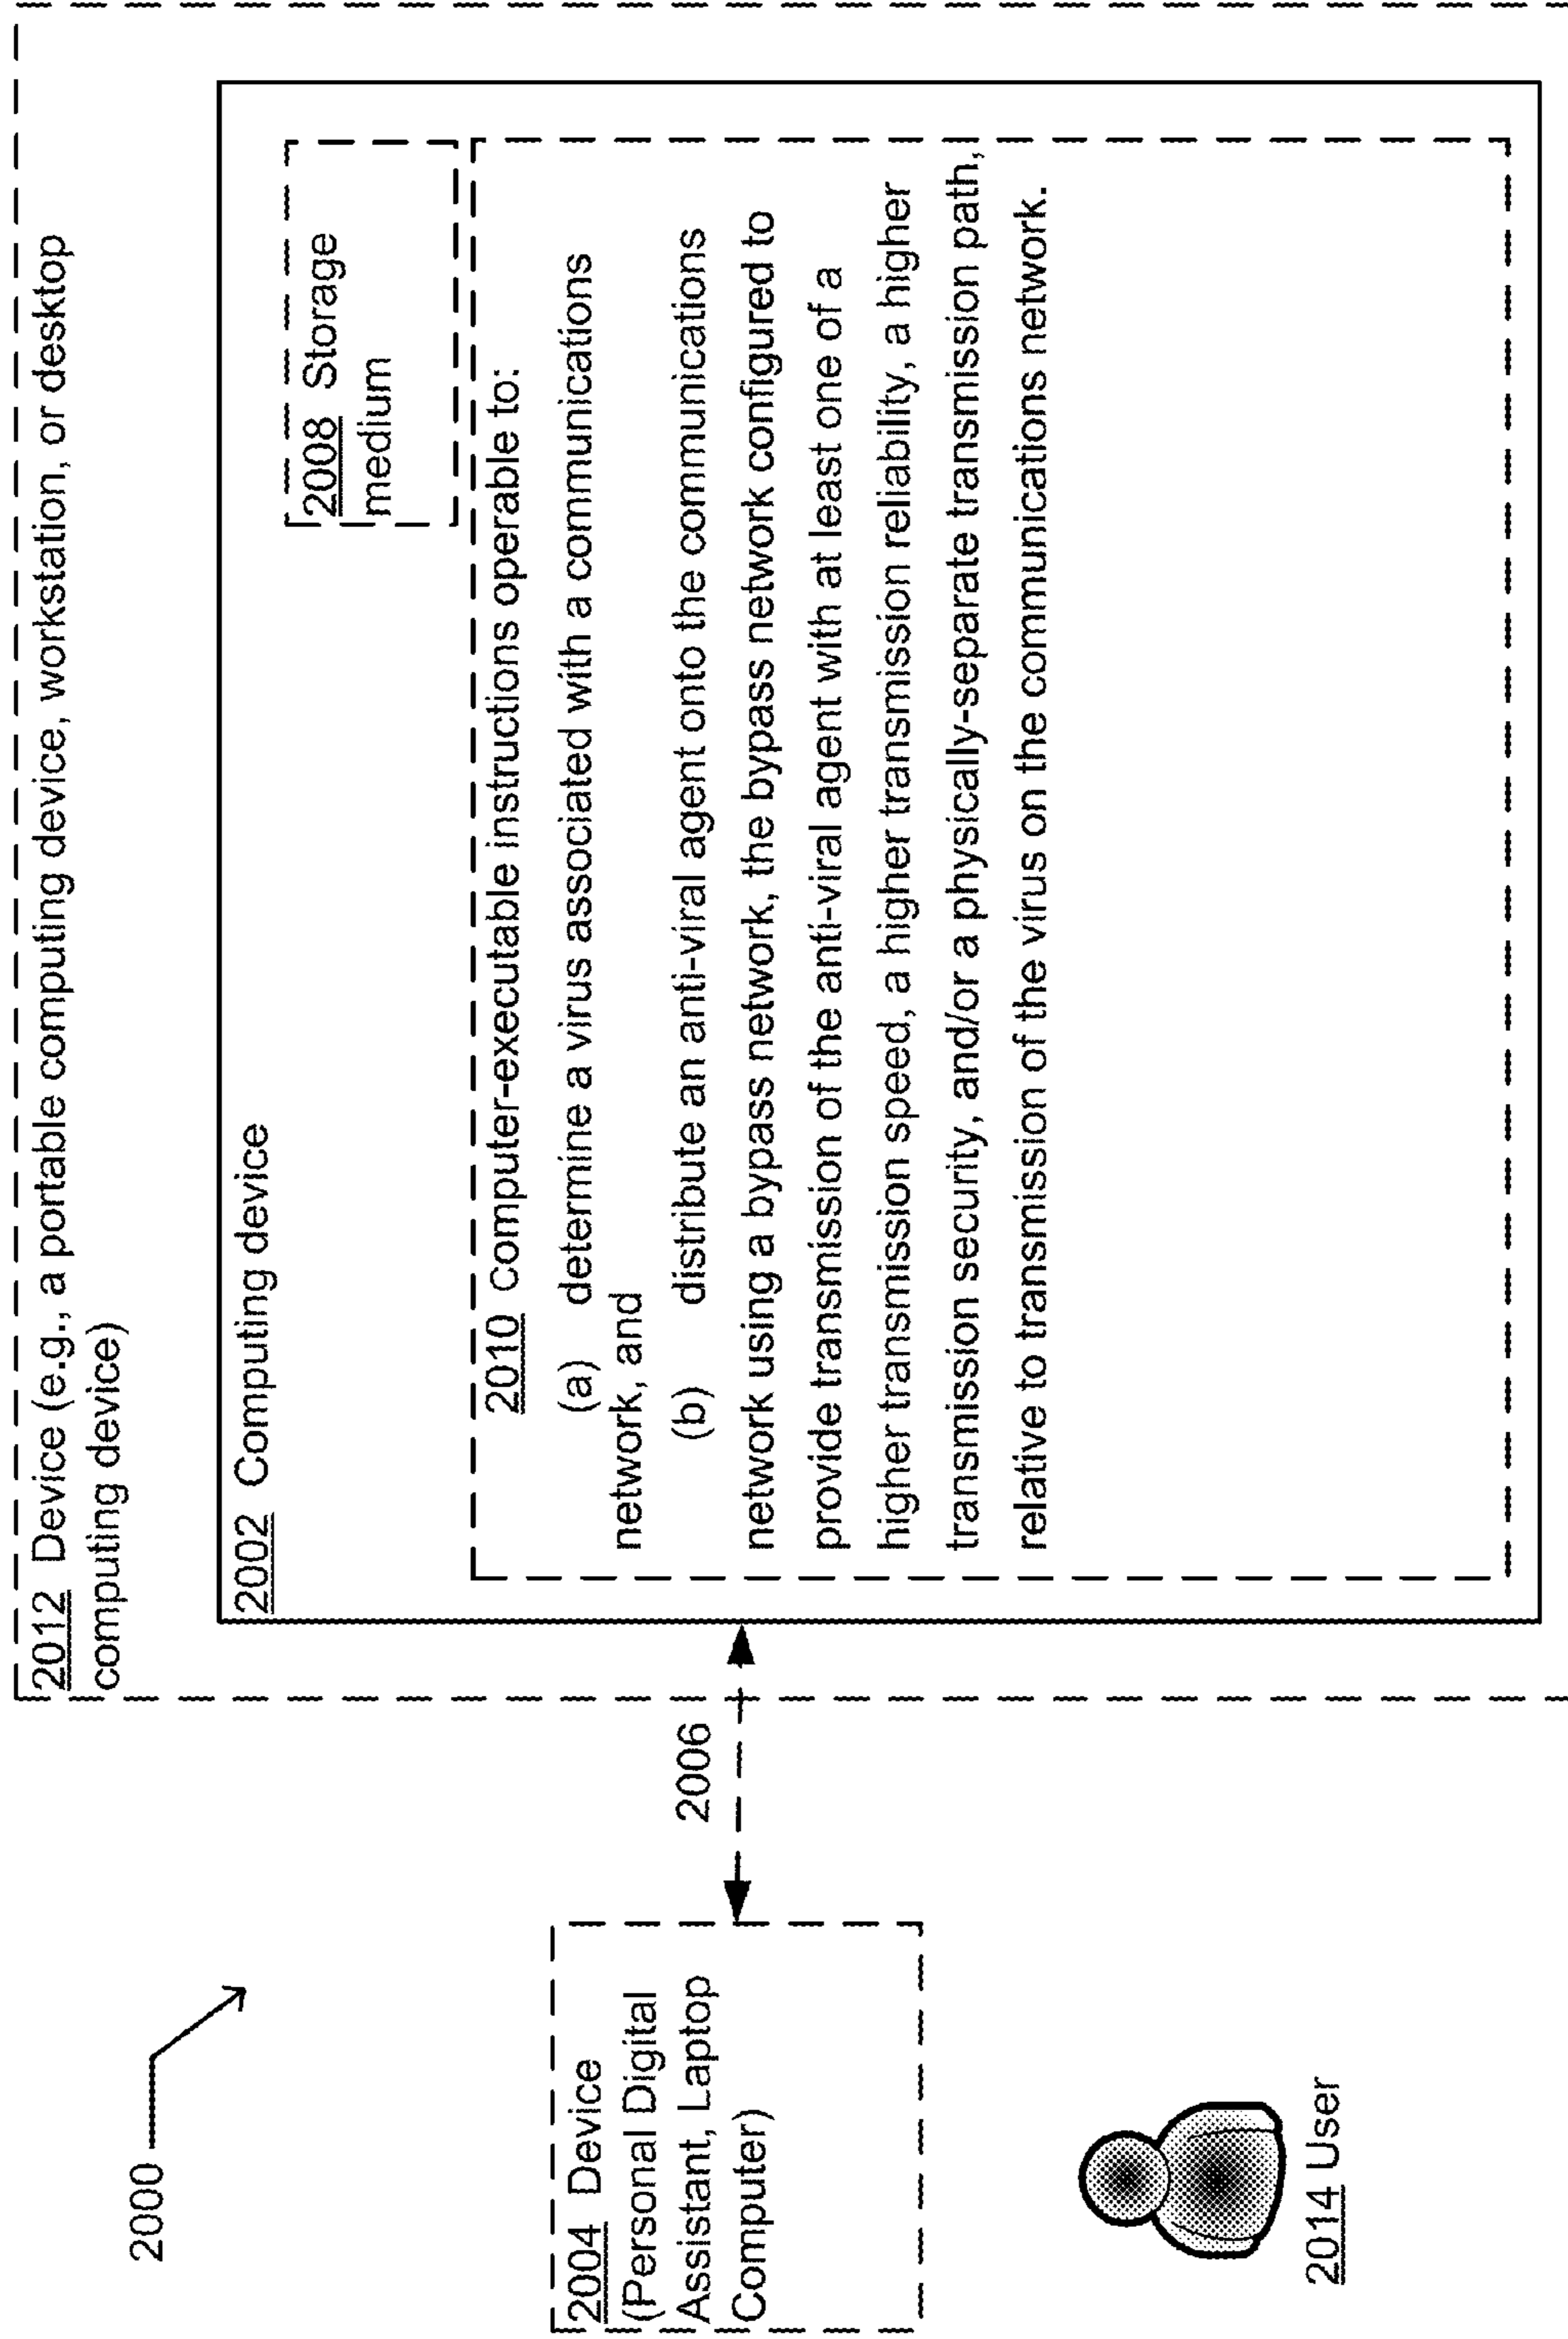 2000
2012 Device (e.g., a portable computing device, workstation, or desktop
computing device)
2002 Computing device
2008 Storage
medium
2010 Computer-executable instructions operable to:
(a) determine a virus associated with a communications
network, and
(b) distribute an anti-viral agent onto the communications
network using a bypass network, the bypass network configured to
provide transmission of the anti-viral agent with at least one of a
higher transmission speed, a higher transmission reliability, a higher
transmission security, and/or a physically-separate transmission path,
relative to transmission of the virus on the communications network.
2006
2004 Device
(Personal Digital
Assistant, Laptop
Computer)
2014 User